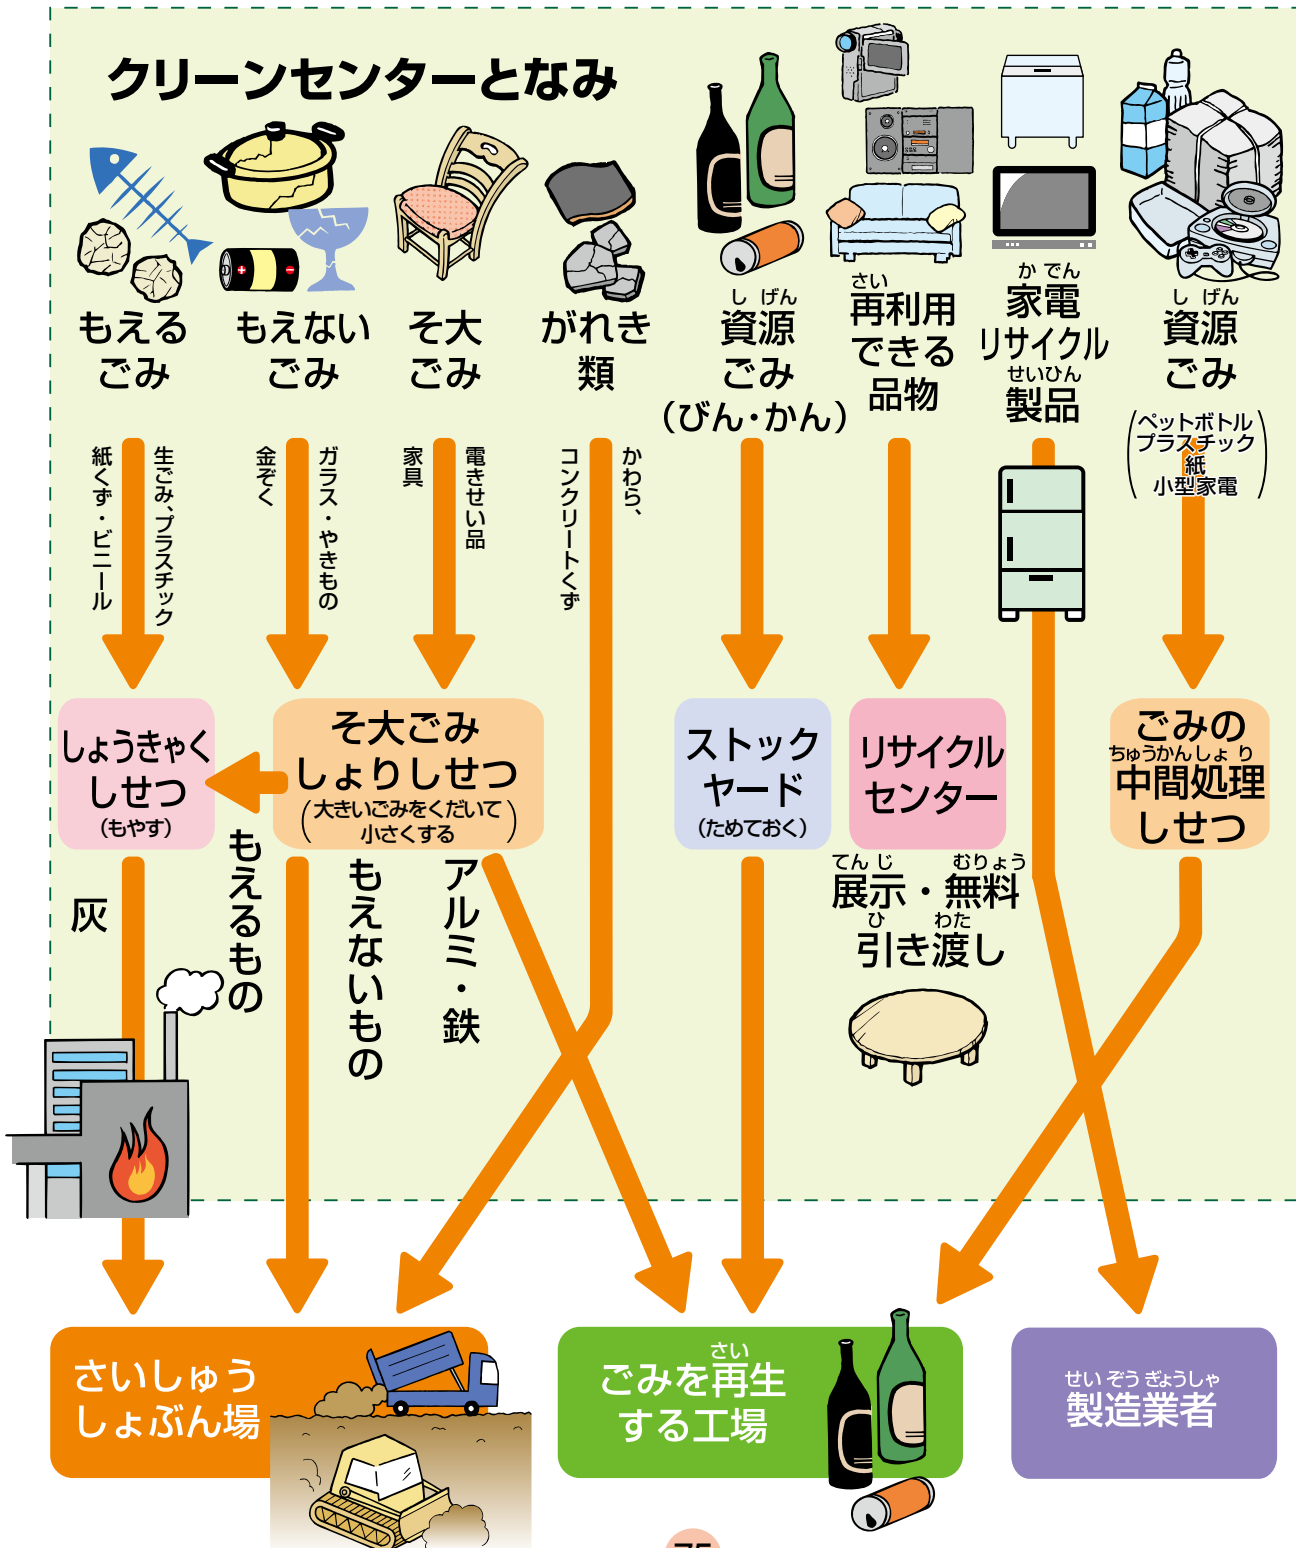 クリーンセンターとなみ
もえる
ごみ
もえない
ごみ
そ大
ごみ
がれき
類
しげん
資源
ごみ
(びん・かん)
さい
再利用
できる
品物
かでん
家電
リサイクル
せいひん
製品
しげん
資源
ごみ
(ペットボトル
プラスチック
紙
小型家電)
生ごみ、プラスチック
紙くず・ビニール
ガラス・やきもの
金ぞく
電きせい品
家具
かわら、
コンクリートくず
しょうきゃく
しせつ
(もやす)
そ大ごみ
しょりしせつ
(大きいごみをくだいて
小さくする)
ストック
ヤード
(ためておく)
リサイクル
センター
ごみの
ちゅうかんしょり
中間処理
しせつ
灰
もえるもの
もえないもの
アルミ・鉄
てんじ むりょう
展示・無料
ひ わた
引き渡し
さいしゅう
しょぶん場
さい
ごみを再生
する工場
せいぞうぎょうしゃ
製造業者
75